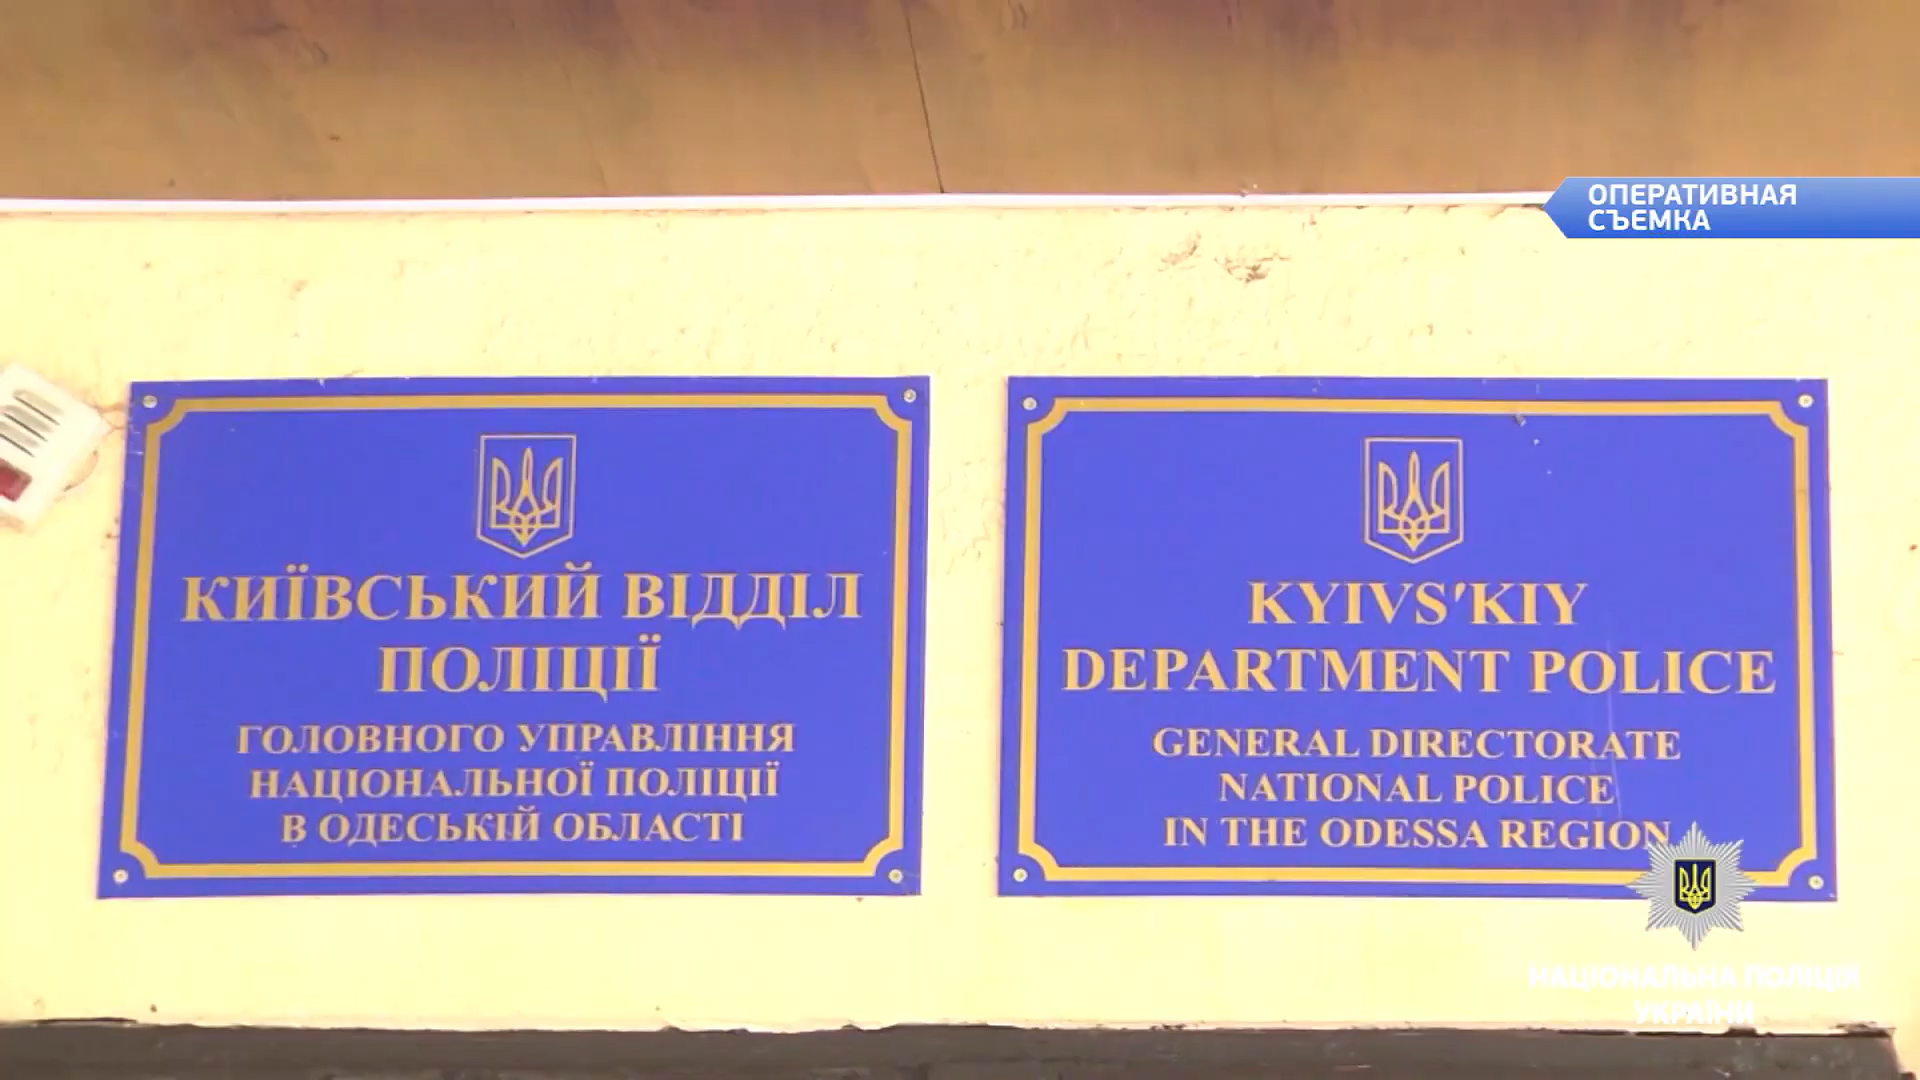 ОПЕРАТИВНАЯ
СЪЕМКА
КИЇВСЬКИЙ ВІДДІЛ
ПОЛІЦІЇ
ГОЛОВНОГО УПРАВЛІННЯ
НАЦІОНАЛЬНОЇ ПОЛІЦІЇ
В ОДЕСЬКІЙ ОБЛАСТІ
KYIVS'KIY
DEPARTMENT POLICE
GENERAL DIRECTORATE
NATIONAL POLICE
IN THE ODESSA REGION
НАЦІОНАЛЬНА ПОЛІЦІЯ
УКРАЇНИ